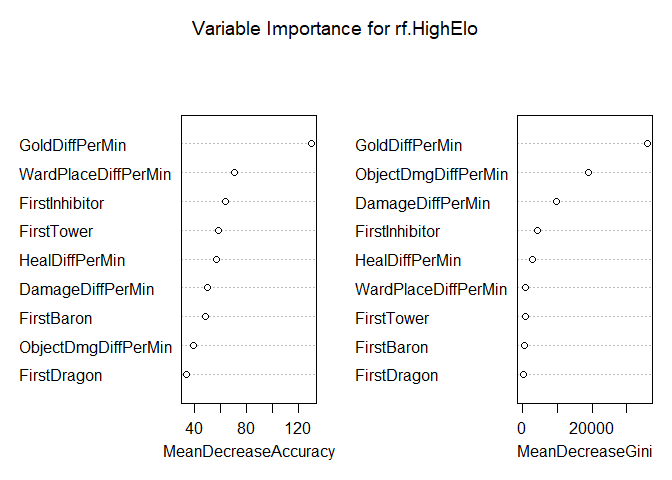 Variable Importance for rf.HighElo
GoldDiffPerMin
WardPlaceDiffPerMin
FirstInhibitor
FirstTower
HealDiffPerMin
DamageDiffPerMin
FirstBaron
ObjectDmgDiffPerMin
FirstDragon
40 80 120
MeanDecreaseAccuracy
GoldDiffPerMin
ObjectDmgDiffPerMin
DamageDiffPerMin
FirstInhibitor
HealDiffPerMin
WardPlaceDiffPerMin
FirstTower
FirstBaron
FirstDragon
0 20000
MeanDecreaseGini